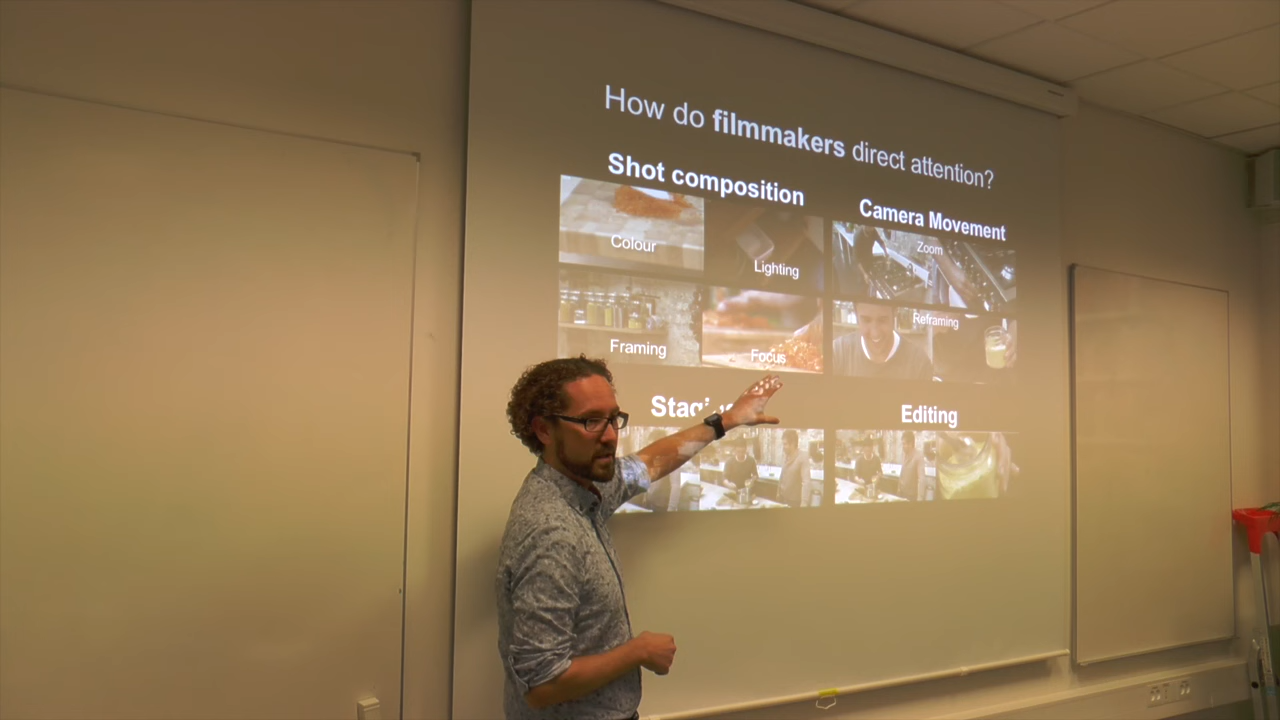 How do filmmakers direct attention?
Shot composition
Colour
Lighting
Framing
Focus
Camera Movement
Zoom
Reframing
Editing